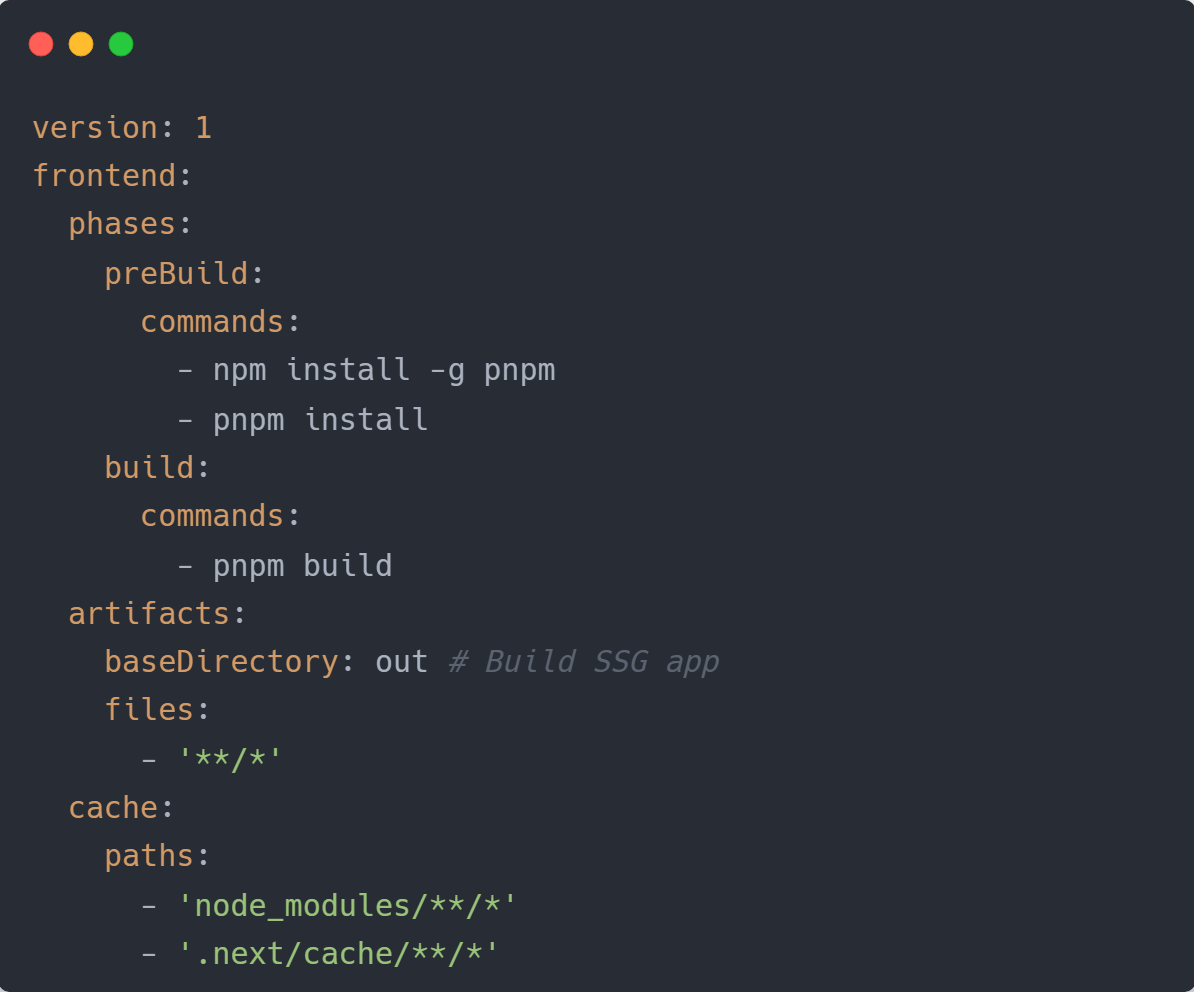 version: 1
frontend:
  phases:
    preBuild:
      commands:
        - npm install -g pnpm
        - pnpm install
    build:
      commands:
        - pnpm build
  artifacts:
    baseDirectory: out # Build SSG app
    files:
      - '**/*'
  cache:
    paths:
      - 'node_modules/**/*'
      - '.next/cache/**/*'